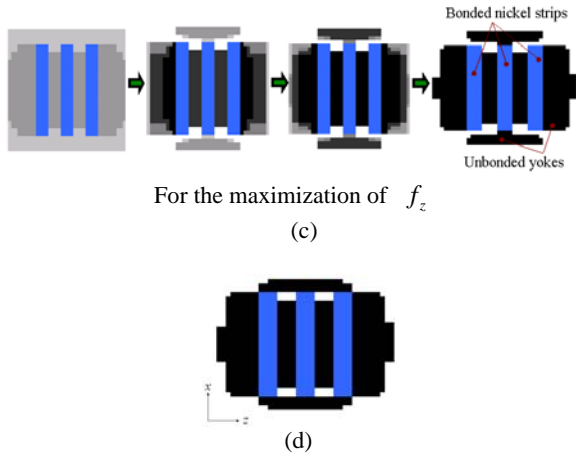 Bonded nickel strips
Unbonded yokes
For the maximization of f_z
(c)
x
z
(d)